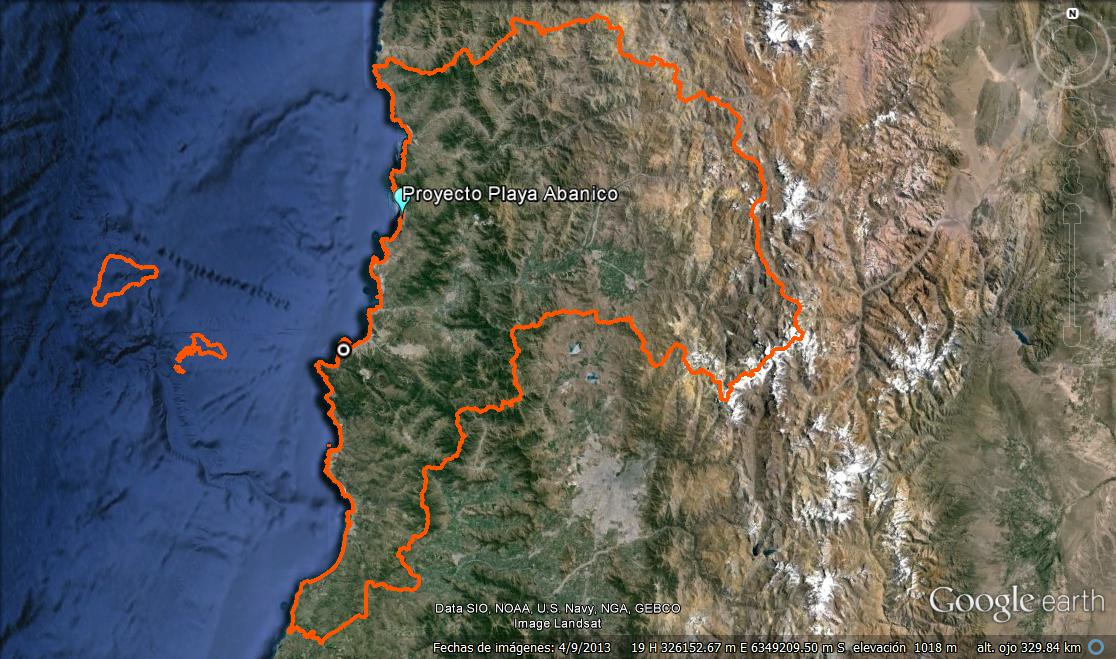 N
Proyecto Playa Abanico
Data SIO, NOAA, U.S. Navy, NGA, GEBCO
Image Landsat
Google earth
Fechas de imágenes: 4/9/2013 19 H 326152.67 m E 6349209.50 m S elevación 1018 m alt. ojo 329.84 km